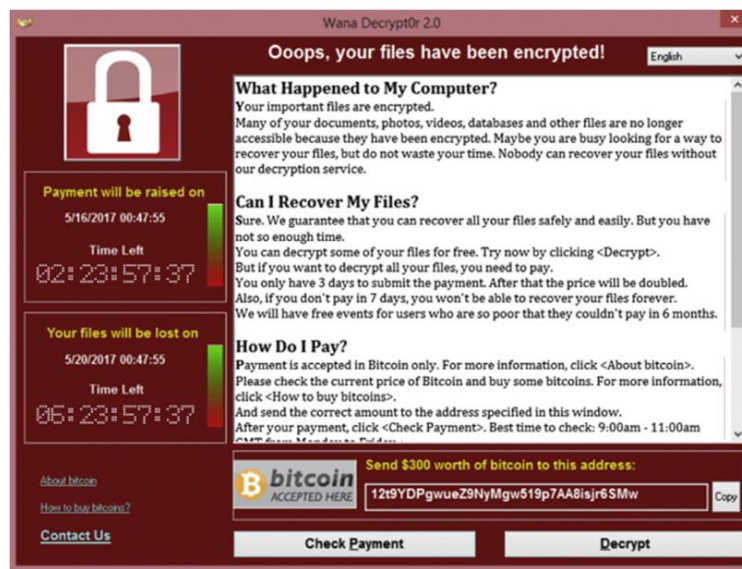 Wana Decrypt0r 2.0
Ooops, your files have been encrypted!
English
What Happened to My Computer?
Your important files are encrypted.
Many of your documents, photos, videos, databases and other files are no longer
accessible because they have been encrypted. Maybe you are busy looking for a way to
recover your files, but do not waste your time. Nobody can recover your files without
our decryption service.
Can I Recover My Files?
Sure. We guarantee that you can recover all your files safely and easily. But you have
not so enough time.
You can decrypt some of your files for free. Try now by clicking <Decrypt>.
But if you want to decrypt all your files, you need to pay.
You only have 3 days to submit the payment. After that the price will be doubled.
Also, if you don't pay in 7 days, you won't be able to recover your files forever.
We will have free events for users who are so poor that they couldn't pay in 6 months.
How Do I Pay?
Payment is accepted in Bitcoin only. For more information, click <About bitcoin>.
Please check the current price of Bitcoin and buy some bitcoins. For more information,
click <How to buy bitcoins>.
And send the correct amount to the address specified in this window.
After your payment, click <Check Payment>. Best time to check: 9:00am - 11:00am
GMT from Monday to Friday.
Payment will be raised on
5/16/2017 00:47:55
Time Left
02:23:57:37
Your files will be lost on
5/20/2017 00:47:55
Time Left
06:23:57:37
About bitcoin
How to buy bitcoins?
Contact Us
bitcoin
ACCEPTED HERE
Send $300 worth of bitcoin to this address:
12t9YDPgwueZ9NyMgw519p7AA8isjr6SMw
Copy
Check Payment
Decrypt